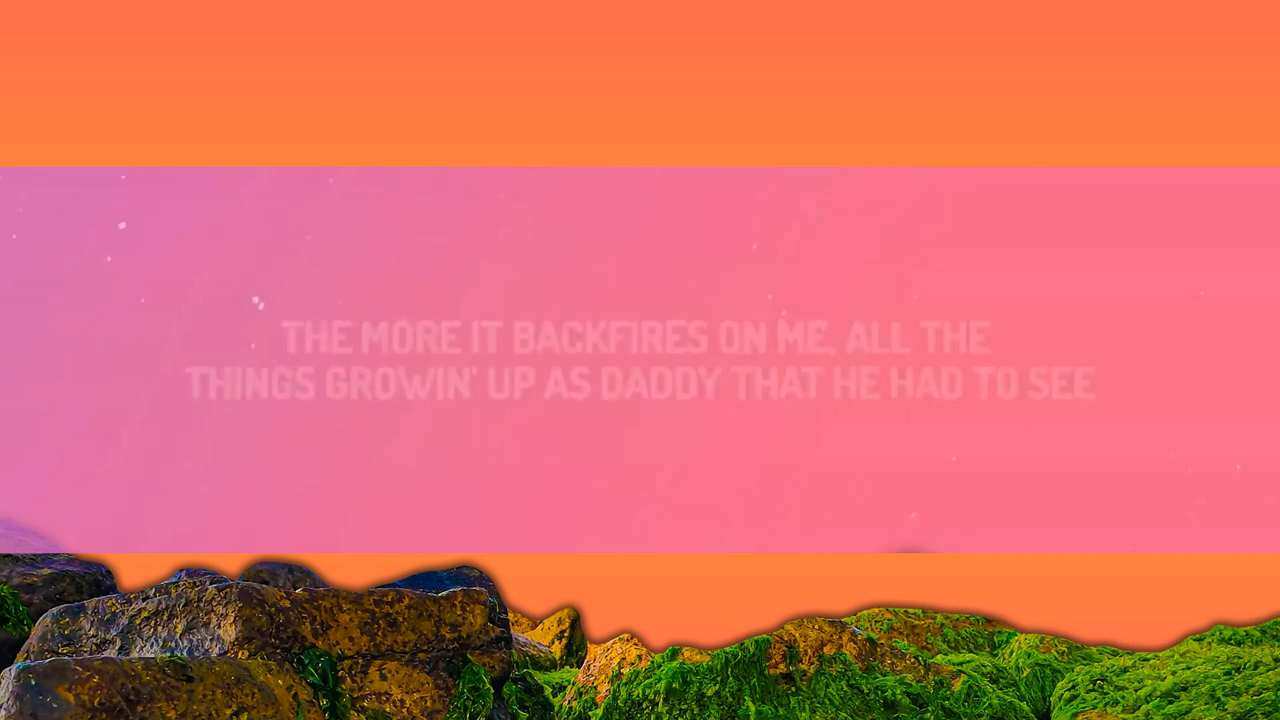 THE MORE IT BACKFIRES ON ME, ALL THE
THINGS GROWIN' UP AS DADDY THAT HE HAD TO SEE